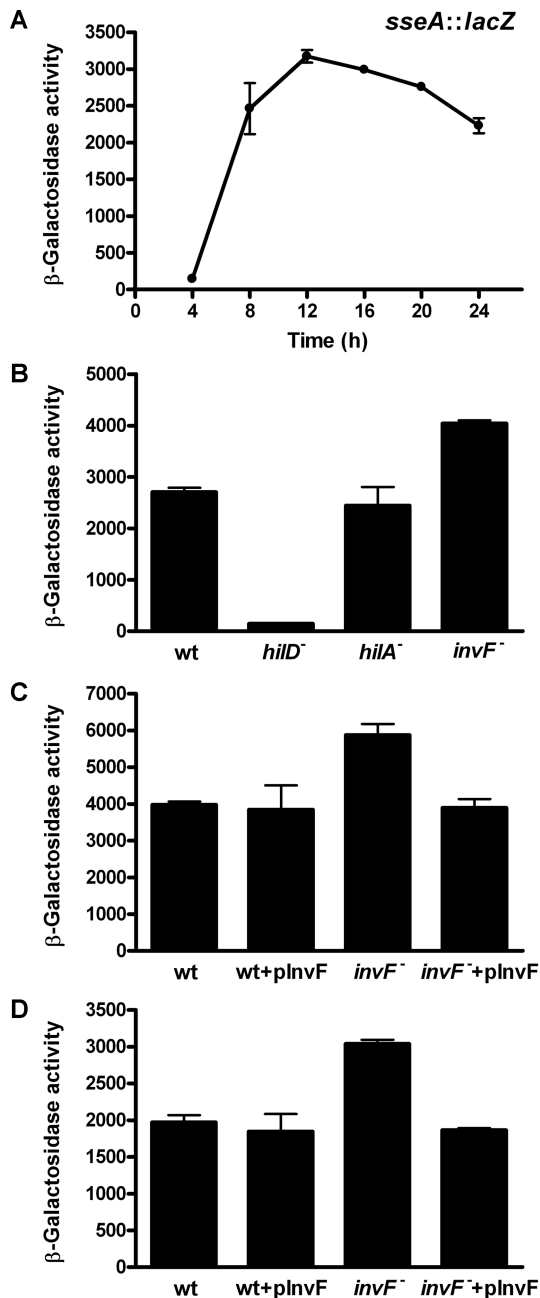 A
sseA::lacZ
β-Galactosidase activity
3500
3000
2500
2000
1500
1000
500
0
0 4 8 12 16 20 24
Time (h)
B
β-Galactosidase activity
5000
4000
3000
2000
1000
0
wt hilD- hilA- invF-
C
β-Galactosidase activity
7000
6000
5000
4000
3000
4000
1000
0
wt wt+pInvF invF- invF-+pInvF
D
β-Galactosidase activity
3500
3000
2500
2000
1500
1000
500
0
wt wt+pInvF invF- invF-+pInvF